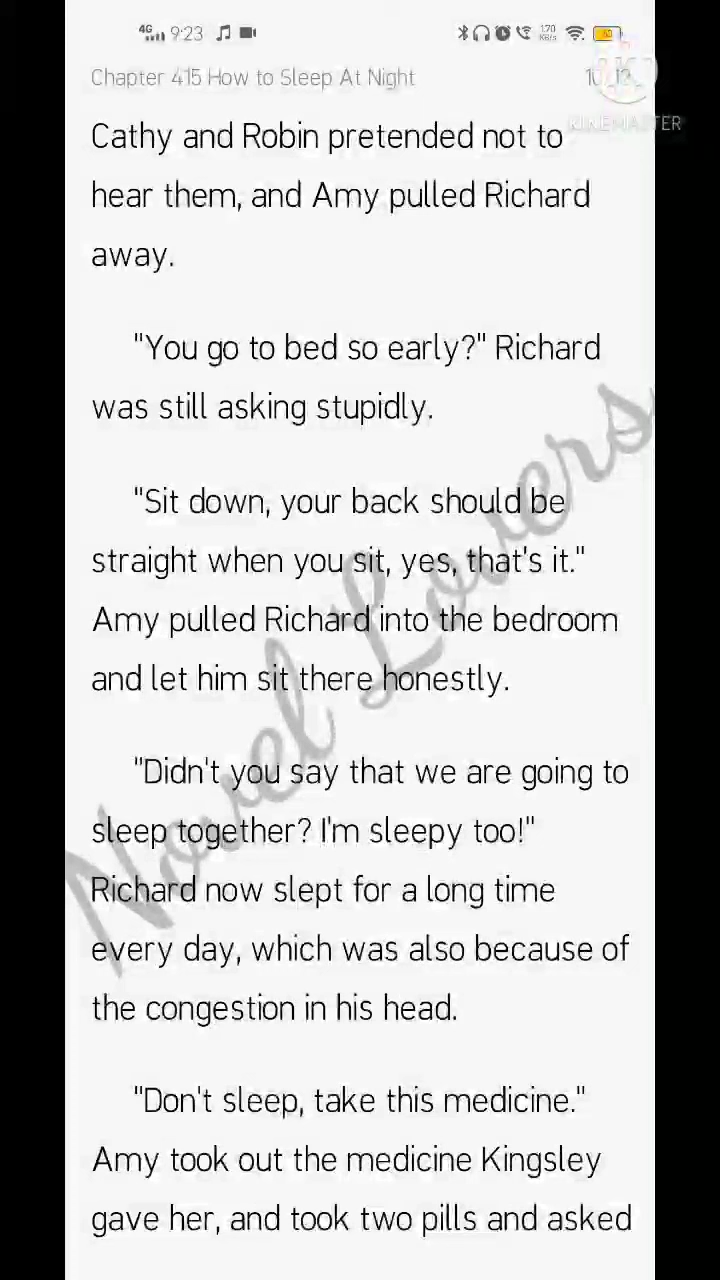 4G 9:23 170 KB/s
Chapter 415 How to Sleep At Night
KINEMASTER
Cathy and Robin pretended not to
hear them, and Amy pulled Richard
away.
"You go to bed so early?" Richard
was still asking stupidly.
"Sit down, your back should be
straight when you sit, yes, that's it."
Amy pulled Richard into the bedroom
and let him sit there honestly.
"Didn't you say that we are going to
sleep together? I'm sleepy too!"
Richard now slept for a long time
every day, which was also because of
the congestion in his head.
"Don't sleep, take this medicine."
Amy took out the medicine Kingsley
gave her, and took two pills and asked
Novel Lovers